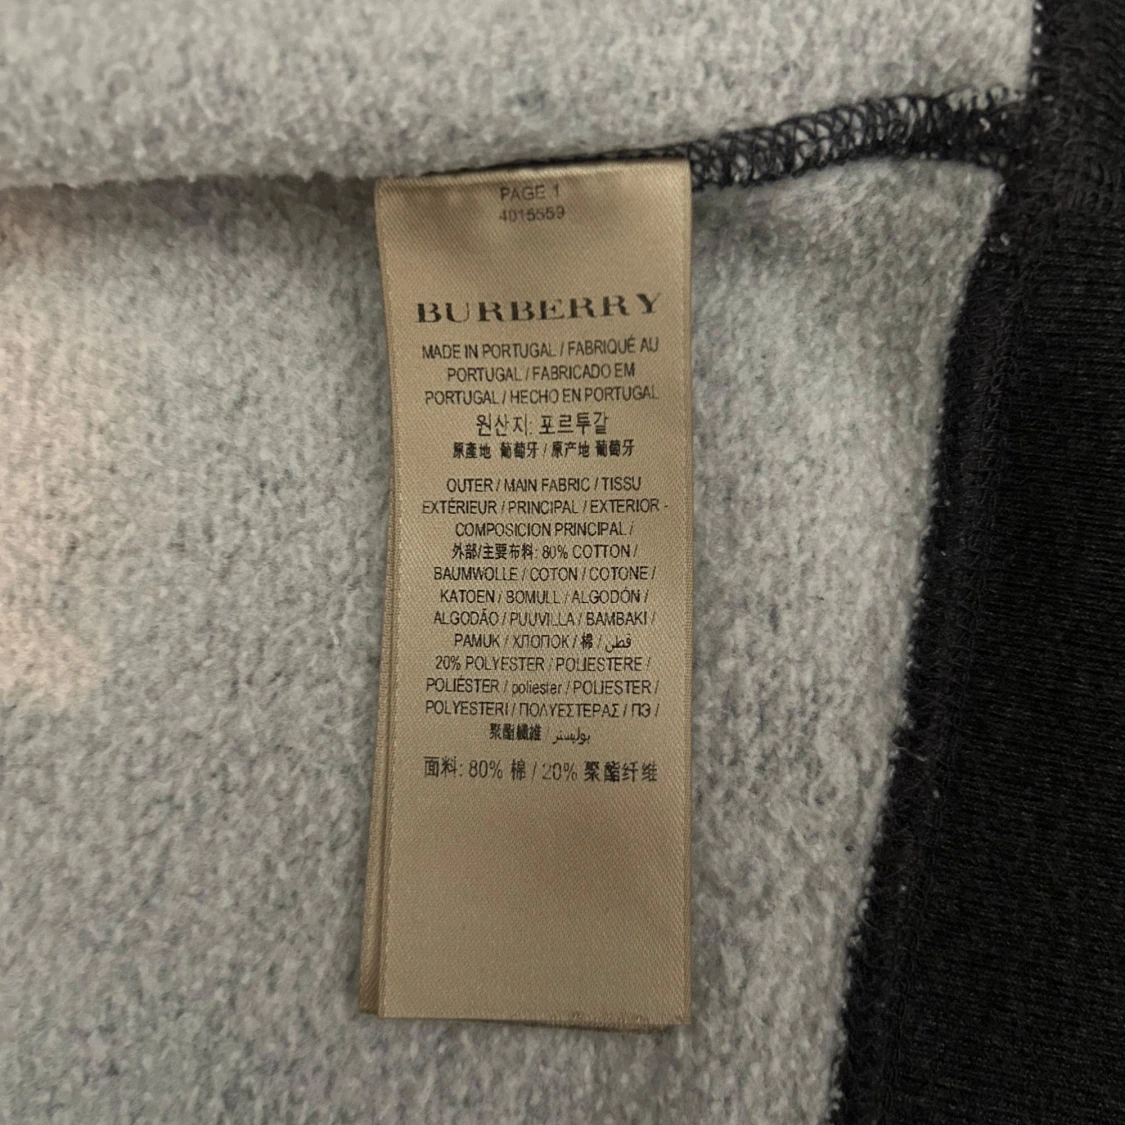 PAGE 1
4015559
BURBERRY
MADE IN PORTUGAL / FABRIQUÉ AU
PORTUGAL / FABRICADO EM
PORTUGAL / HECHO EN PORTUGAL
원산지: 포르투갈
原產地 葡萄牙 / 原产地 葡萄牙
OUTER / MAIN FABRIC / TISSU
EXTÉRIEUR / PRINCIPAL / EXTERIOR -
COMPOSICION PRINCIPAL /
外部/主要布料: 80% COTTON /
BAUMWOLLE / COTON / COTONE /
KATOEN / BOMULL / ALGODÓN /
ALGODÃO / PUUVILLA / BAMBAKI /
PAMUK / ХЛОПОК / 棉 / قطن
20% POLYESTER / POLIESTERE /
POLIÉSTER / poliester / POLIESTER /
POLYESTERI / ΠΟΛΥΕΣΤΕΡΑΣ / ПЭ /
聚酯纖維 / بوليستر
面料: 80% 棉 / 20% 聚酯纤维